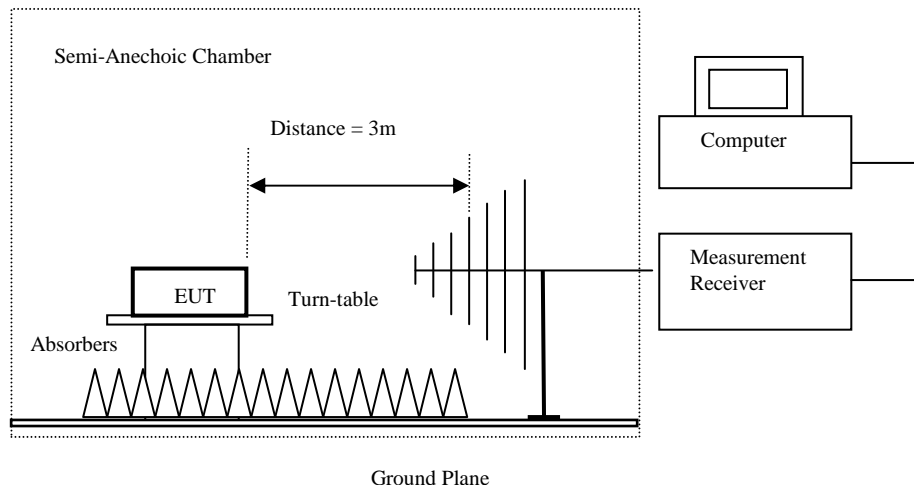 Semi-Anechoic Chamber
Distance = 3m
Computer
Measurement
Receiver
EUT
Turn-table
Absorbers
Ground Plane